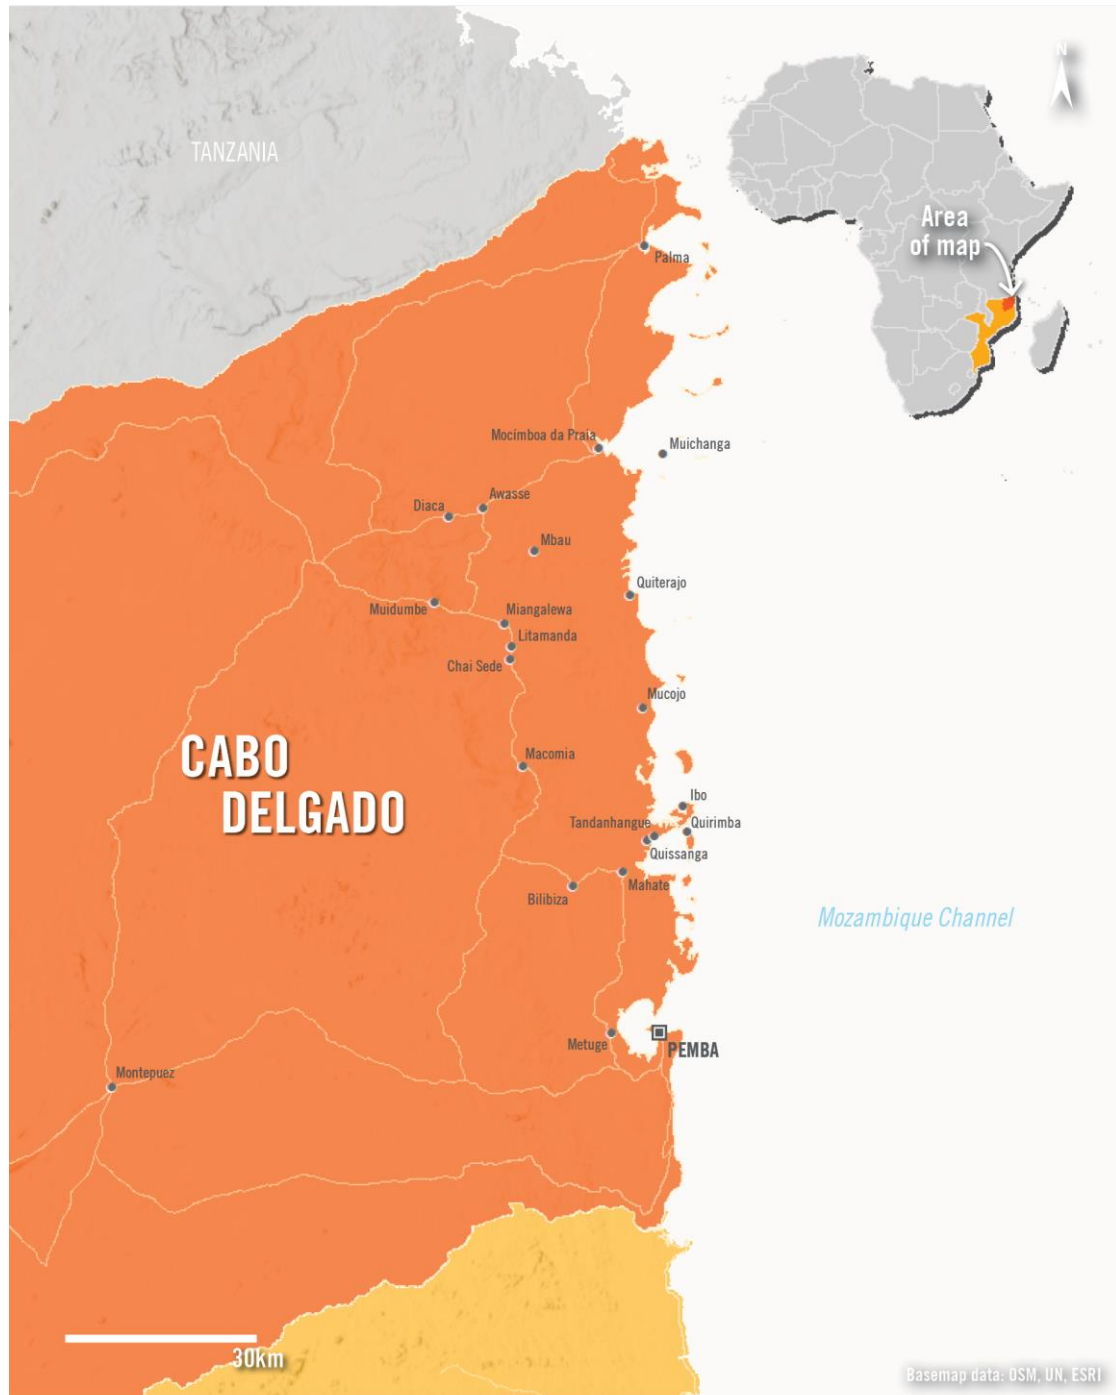 N
TANZANIA
Area
of map
Palma
Mocimboa da Praia
Muichanga
Awasse
Diaca
Mbau
Quiterajo
Muidumbe
Miangalewa
Litamanda
Chai Sede
Mucojo
CABO
DELGADO
Macomia
Ibo
Tandanhangue
Quirimba
Quissanga
Mahate
Bilibiza
Mozambique Channel
Metuge
PEMBA
Montepuez
30km
Basemap data: OSM, UN, ESRI